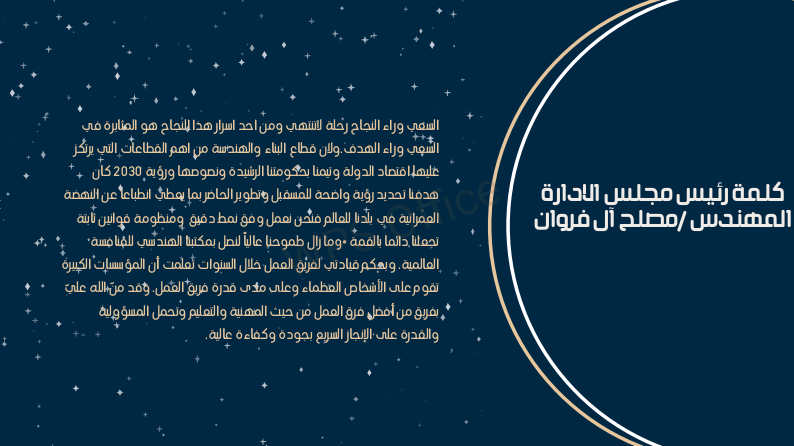 كلمة رئيس مجلس الادارة
المهندس /مصلح آل فروان
السعي وراء النجاح رحلة لاتنتهي ومن احد اسرار هذا النجاح هو المثابرة في
السعي وراء الهدف .ولان قطاع البناء والهندسة من اهم القطاعات التي يرتكز
عليها اقتصاد الدولة وتيمنا بحكومتنا الرشيدة ونصوصها ورؤية 2030 كان
هدفنا تحديد رؤية واضحة للمستقبل وتطوير الحاضر بما يعطي انطباعا عن النهضة
العمرانية في بلدنا للعالم فنحن نعمل وفق نمط دقيق ومنظومة قوانين ثابتة
تجعلنا دائما بالقمة •وما زال طموحنا عالياً لنصل بمكتبنا الهندسي للمنافسة
العالمية. وبحكم قيادتي لفريق العمل خلال السنوات تعلمت أن المؤسسات الكبيرة
تقوم على الأشخاص العظماء وعلى مدى قدرة فريق العمل. وقد منّ الله عليّ
بفريق من أفضل فرق العمل من حيث المهنية والتعليم وتحمل المسؤولية
والقدرة على الإنجاز السريع بجودة وكفاءة عالية.
WPS Office